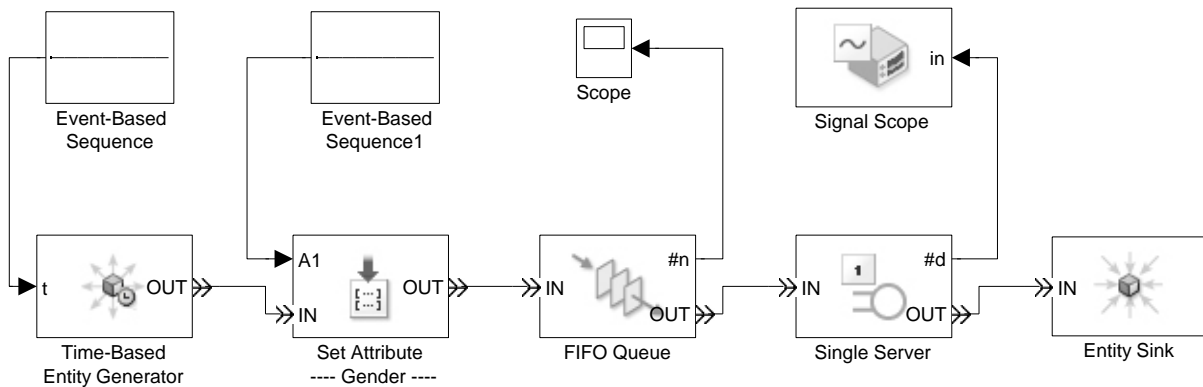 in
Event-Based
Sequence
Event-Based
Sequence1
Scope
Signal Scope
t
OUT
A1
IN
OUT
#n
IN
OUT
1
#d
IN
OUT
IN
Time-Based
Entity Generator
Set Attribute
---- Gender ----
FIFO Queue
Single Server
Entity Sink